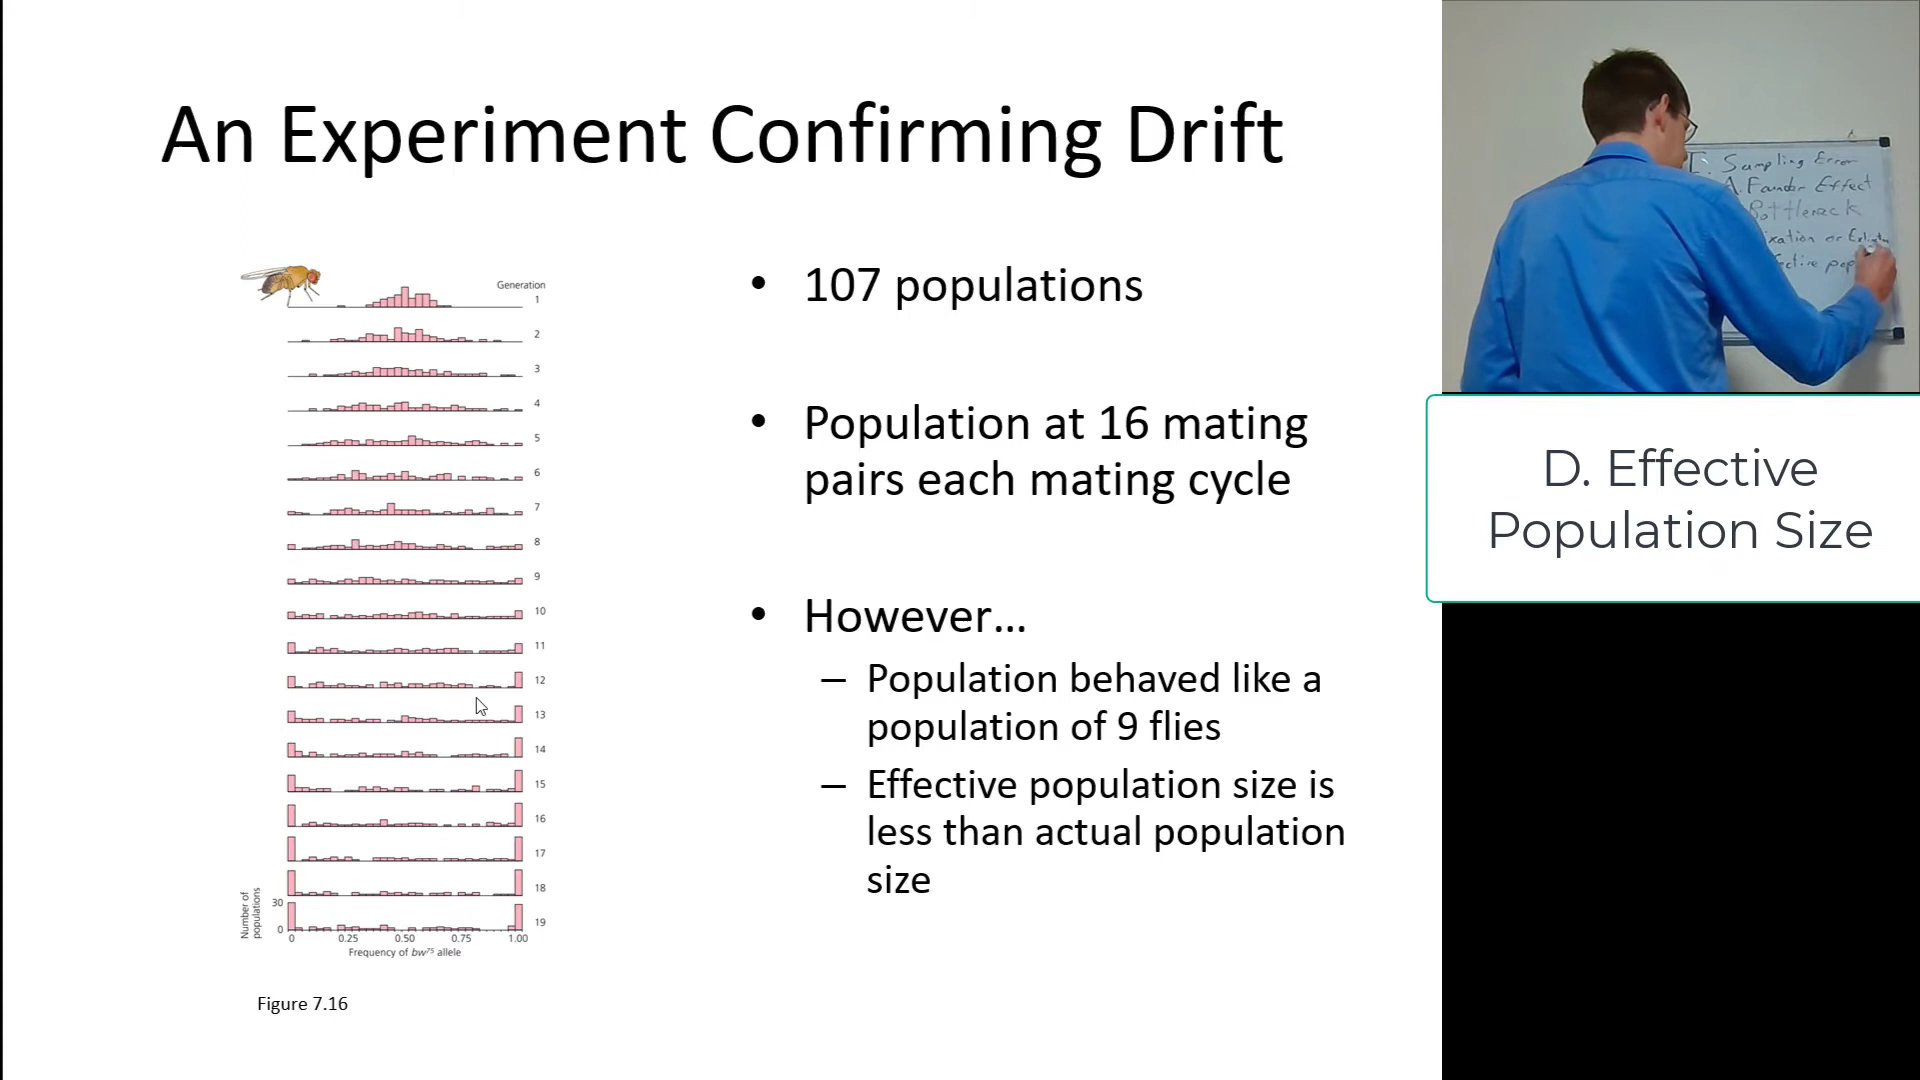 An Experiment Confirming Drift
Generation
1
2
3
4
5
6
7
8
9
10
11
12
13
14
15
16
17
18
19
Number of
populations
30
0
0 0.25 0.50 0.75 1.00
Frequency of bw⁷⁵ allele
Figure 7.16
• 107 populations
• Population at 16 mating
pairs each mating cycle
• However...
– Population behaved like a
population of 9 flies
– Effective population size is
less than actual population
size
I. Sampling Error
A. Founder Effect
Bottleneck
or
D. Effective
Population Size